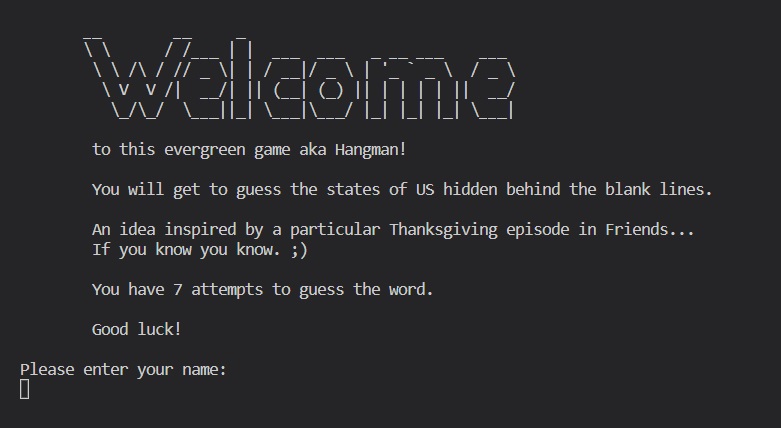 Welcome
to this evergreen game aka Hangman!
You will get to guess the states of US hidden behind the blank lines.
An idea inspired by a particular Thanksgiving episode in Friends...
If you know you know. ;)
You have 7 attempts to guess the word.
Good luck!
Please enter your name: